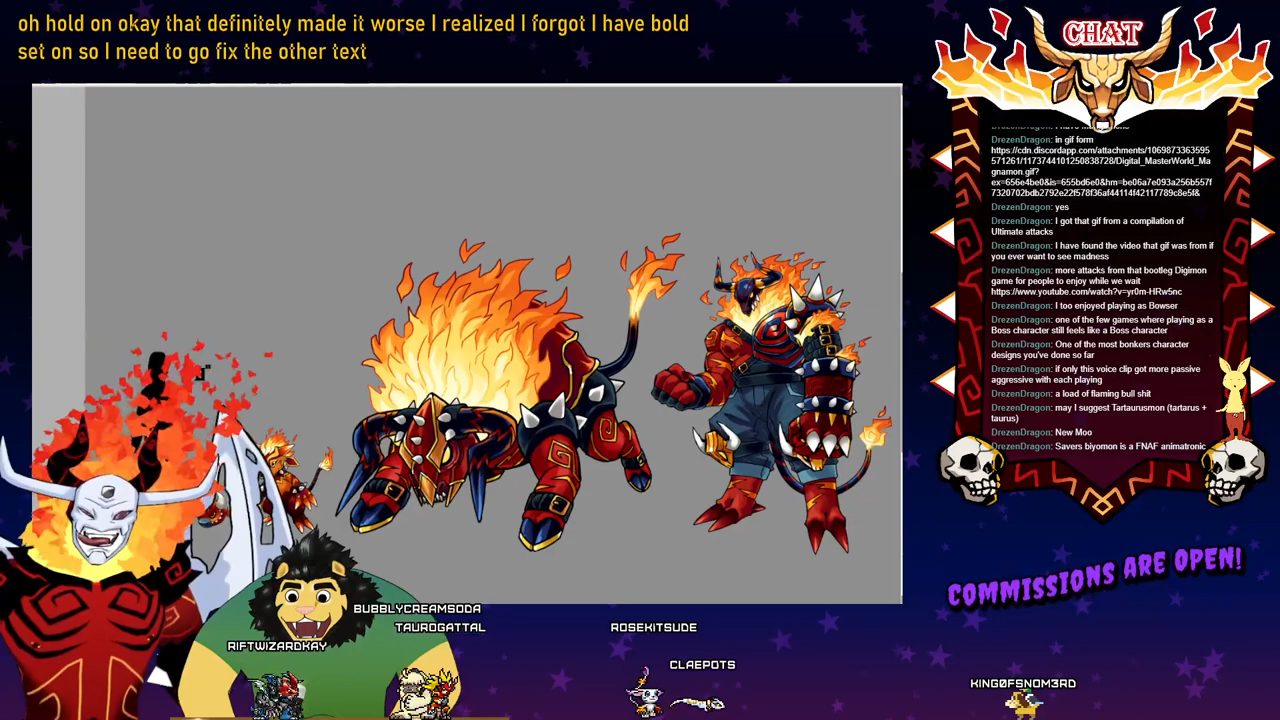 oh hold on okay that definitely made it worse I realized I forgot I have bold
set on so I need to go fix the other text
CHAT
DrezenDragon: in gif form
https://cdn.discordapp.com/attachments/1069873363595
571261/1173744101250838728/Digital_MasterWorld_Ma
gnamon.gif?
ex=656e4be0&is=655bd6e0&hm=be06a7e093a256b557f
7320702bdb2792e22f578f36af44114f42117789c8e5f&
DrezenDragon: yes
DrezenDragon: I got that gif from a compilation of
Ultimate attacks
DrezenDragon: I have found the video that gif was from if
you ever want to see madness
DrezenDragon: more attacks from that bootleg Digimon
game for people to enjoy while we wait
https://www.youtube.com/watch?v=yr0m-HRw5nc
DrezenDragon: I too enjoyed playing as Bowser
DrezenDragon: one of the few games where playing as a
Boss character still feels like a Boss character
DrezenDragon: One of the most bonkers character
designs you've done so far
DrezenDragon: if only this voice clip got more passive
aggressive with each playing
DrezenDragon: a load of flaming bull shit
DrezenDragon: may I suggest Tartaurusmon (tartarus +
taurus)
DrezenDragon: New Moo
DrezenDragon: Savers biyomon is a FNAF animatronic
COMMISSIONS ARE OPEN!
BUBBLYCREAMSODA
TAUROGATTAL
RIFTWIZARDKAY
ROSEKITSUDE
CLAEPOTS
KING0FSNOM3RD